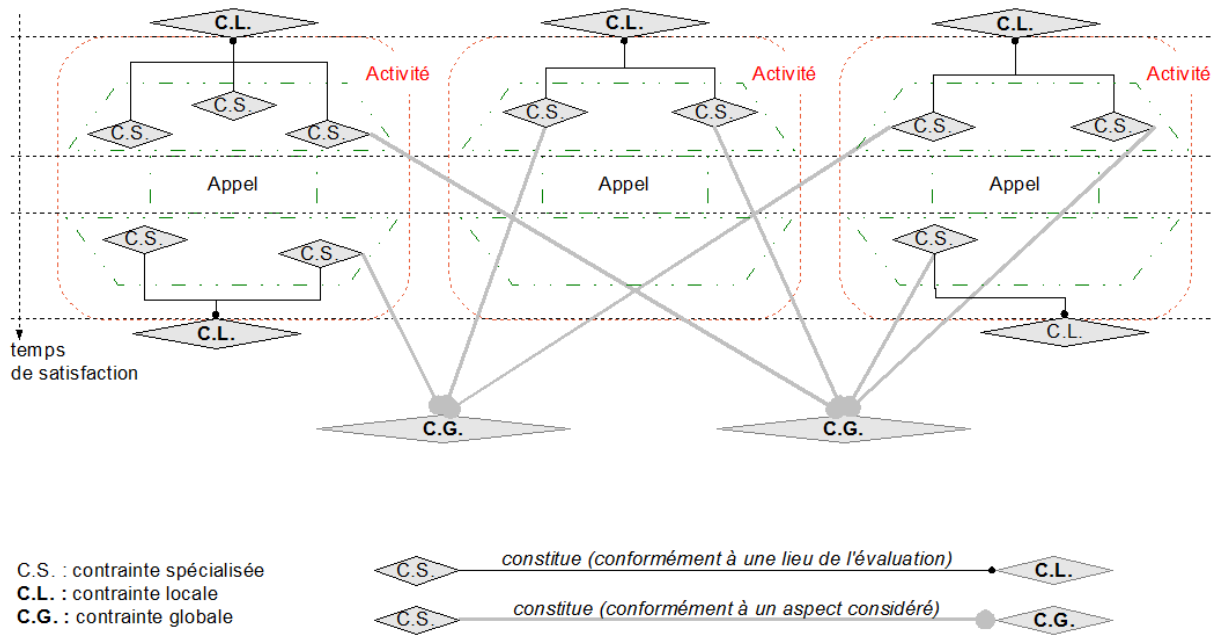 C.L. C.L. C.L.
Activité Activité Activité
C.S.
C.S. C.S. C.S. C.S. C.S. C.S.
Appel Appel Appel
C.S. C.S. C.S.
C.L. C.L.
temps
de satisfaction
C.G. C.G.
C.S. : contrainte spécialisée
C.L. : contrainte locale
C.G. : contrainte globale
C.S. constitue (conformément à une lieu de l'évaluation) C.L.
C.S. constitue (conformément à un aspect considéré) C.G.